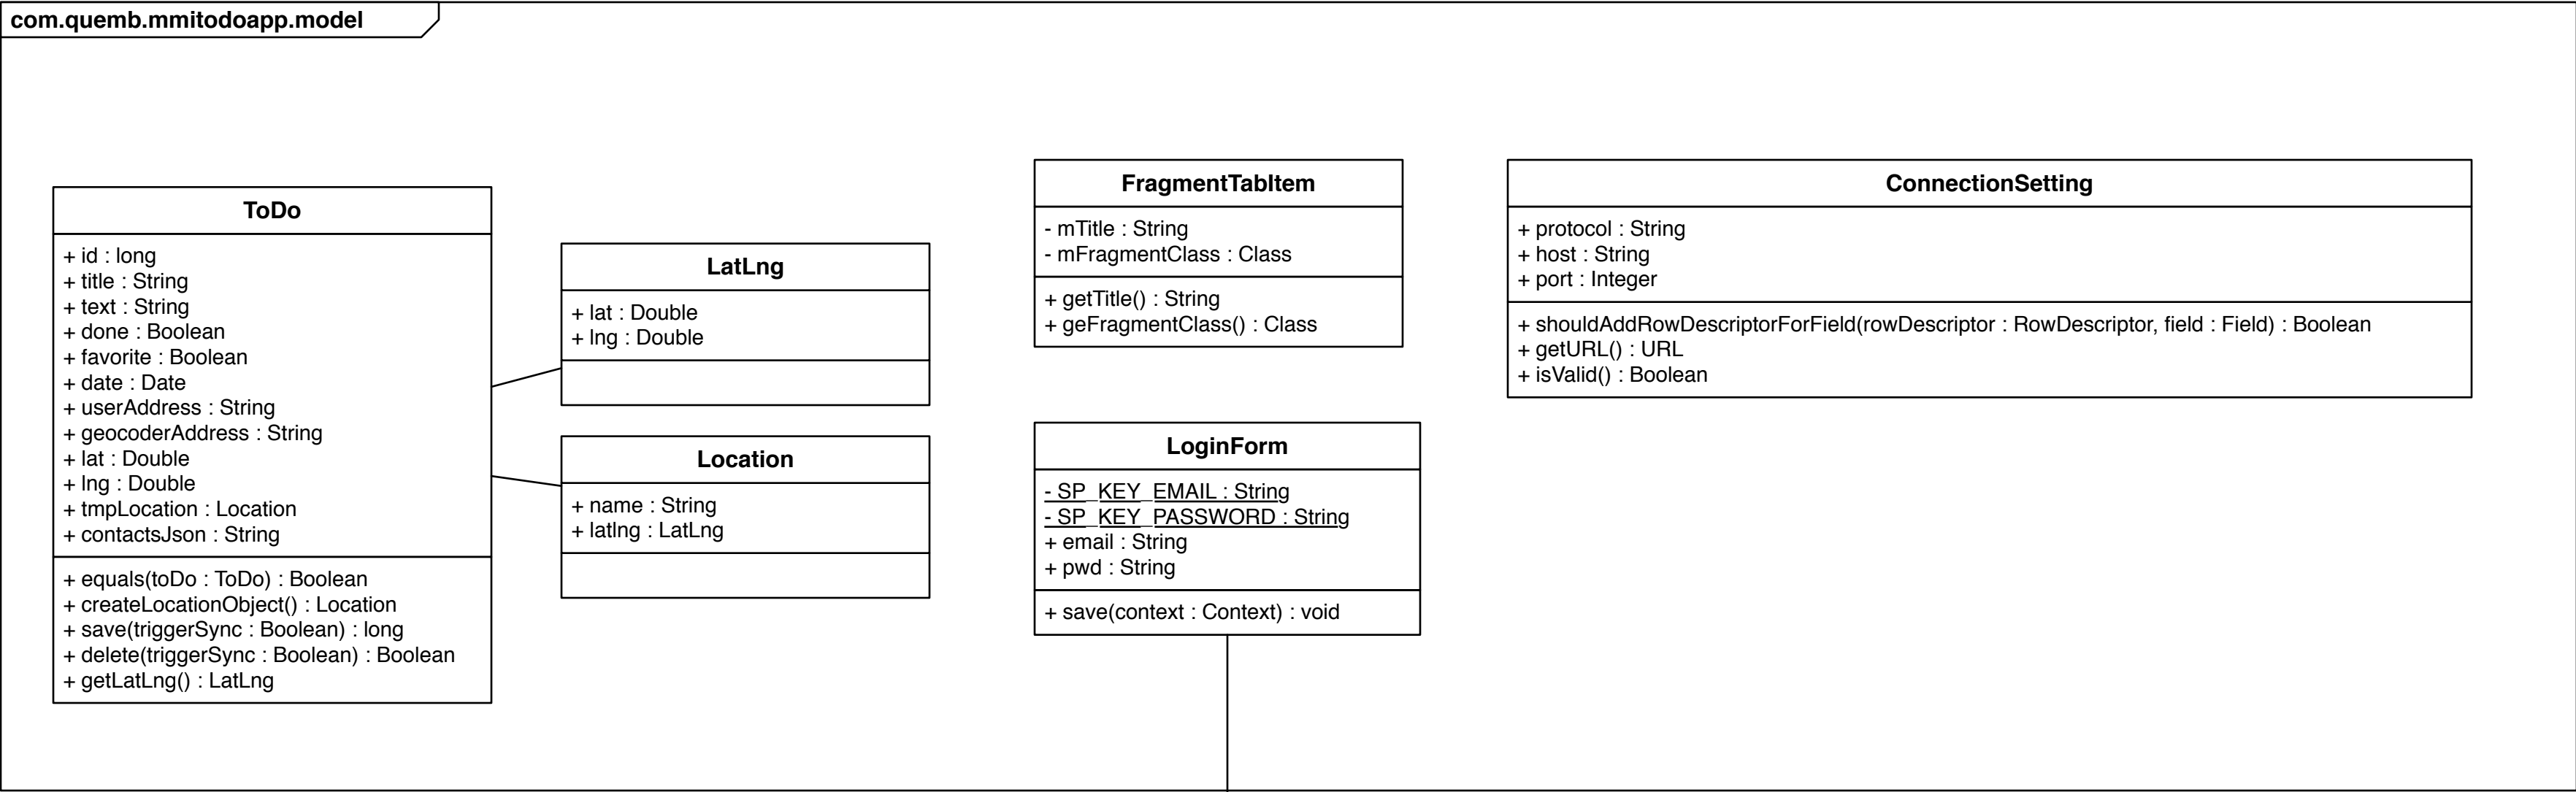 com.quemb.mmitodoapp.model
ToDo
+ id : long
+ title : String
+ text : String
+ done : Boolean
+ favorite : Boolean
+ date : Date
+ userAddress : String
+ geocoderAddress : String
+ lat : Double
+ lng : Double
+ tmpLocation : Location
+ contactsJson : String
+ equals(toDo : ToDo) : Boolean
+ createLocationObject() : Location
+ save(triggerSync : Boolean) : long
+ delete(triggerSync : Boolean) : Boolean
+ getLatLng() : LatLng
LatLng
+ lat : Double
+ lng : Double
Location
+ name : String
+ latlng : LatLng
FragmentTabItem
- mTitle : String
- mFragmentClass : Class
+ getTitle() : String
+ geFragmentClass() : Class
LoginForm
- SP_KEY_EMAIL : String
- SP_KEY_PASSWORD : String
+ email : String
+ pwd : String
+ save(context : Context) : void
ConnectionSetting
+ protocol : String
+ host : String
+ port : Integer
+ shouldAddRowDescriptorForField(rowDescriptor : RowDescriptor, field : Field) : Boolean
+ getURL() : URL
+ isValid() : Boolean